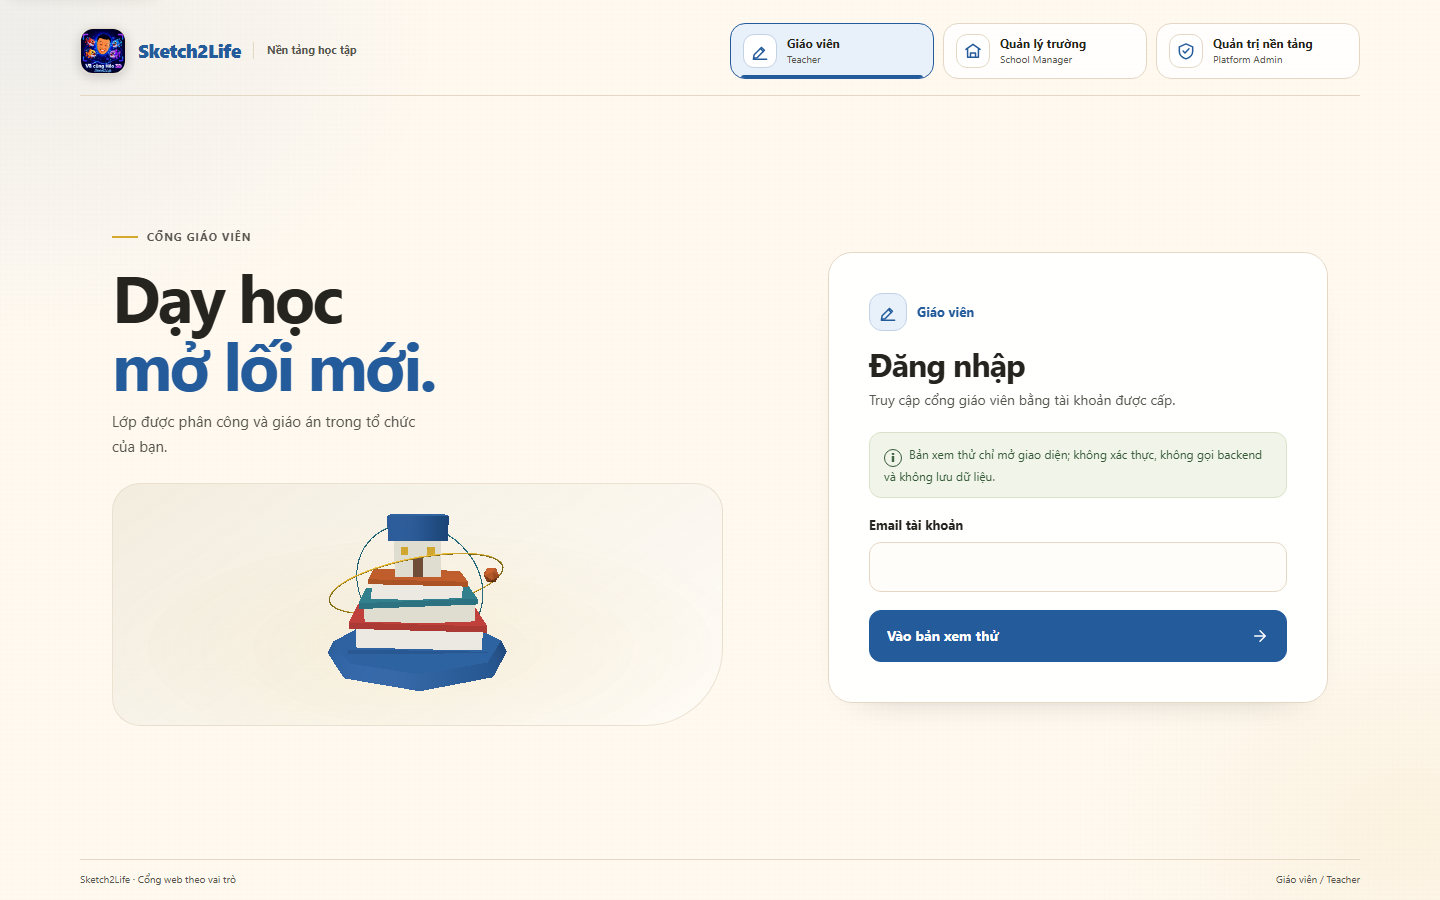 Sketch2Life
Nền tảng học tập
Giáo viên
Teacher
Quản lý trường
School Manager
Quản trị nền tảng
Platform Admin
CỔNG GIÁO VIÊN
Dạy học
mở lối mới.
Lớp được phân công và giáo án trong tổ chức
của bạn.
Giáo viên
Đăng nhập
Truy cập cổng giáo viên bằng tài khoản được cấp.
Bản xem thử chỉ mở giao diện; không xác thực, không gọi backend
và không lưu dữ liệu.
Email tài khoản
Vào bản xem thử
Sketch2Life · Cổng web theo vai trò
Giáo viên / Teacher